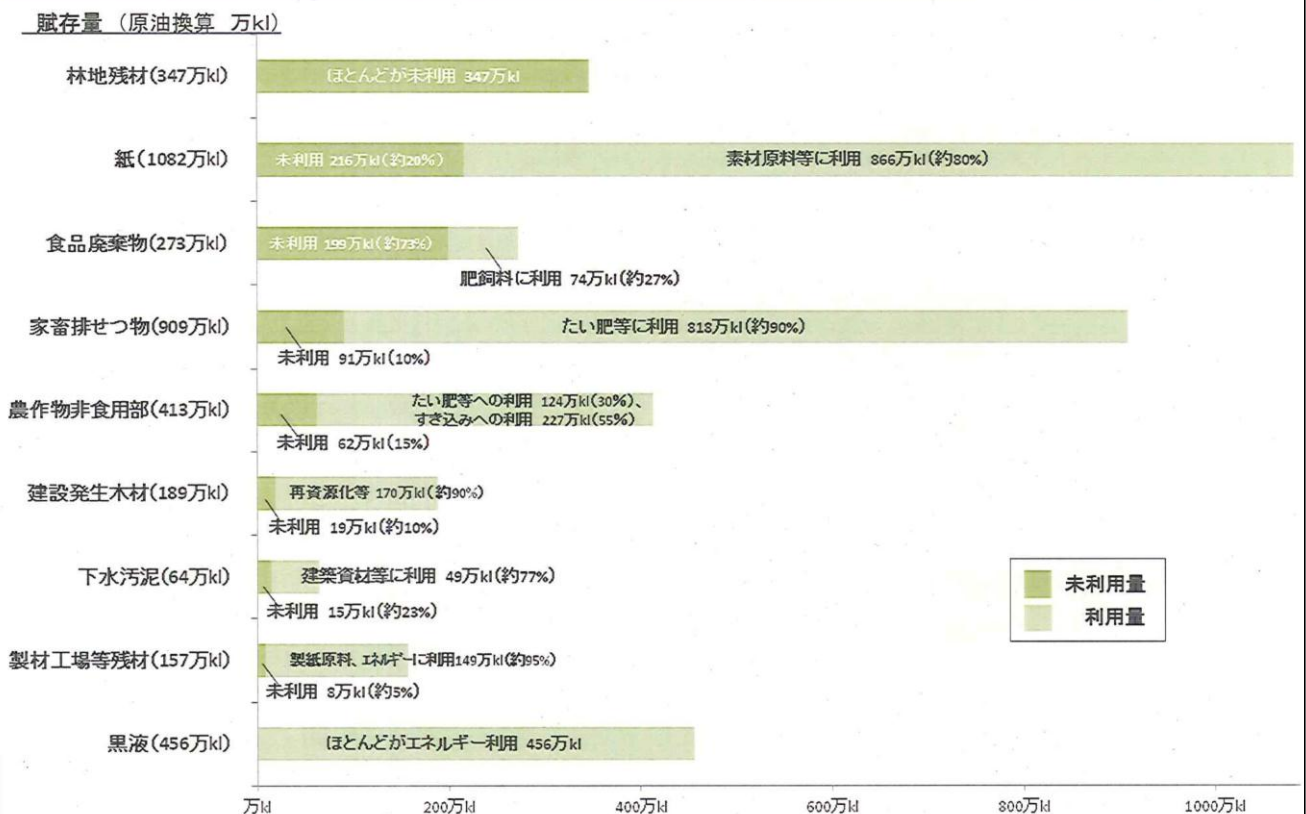 賦存量 (原油換算 万kl)
林地残材(347万kl)
ほとんどが未利用 347万kl
紙(1082万kl)
未利用 216万kl(約20%)
素材原料等に利用 866万kl(約80%)
食品廃棄物(273万kl)
未利用 199万kl(約73%)
肥飼料に利用 74万kl(約27%)
家畜排せつ物(909万kl)
たい肥等に利用 818万kl(約90%)
未利用 91万kl(10%)
農作物非食用部(413万kl)
たい肥等への利用 124万kl(30%)、
すき込みへの利用 227万kl(55%)
未利用 62万kl(15%)
建設発生木材(189万kl)
再資源化等 170万kl(約90%)
未利用 19万kl(約10%)
下水汚泥(64万kl)
建築資材等に利用 49万kl(約77%)
未利用 15万kl(約23%)
製材工場等残材(157万kl)
製紙原料、エネルギーに利用149万kl(約95%)
未利用 8万kl(約5%)
黒液(456万kl)
ほとんどがエネルギー利用 456万kl
未利用量
利用量
万kl
200万kl
400万kl
600万kl
800万kl
1000万kl